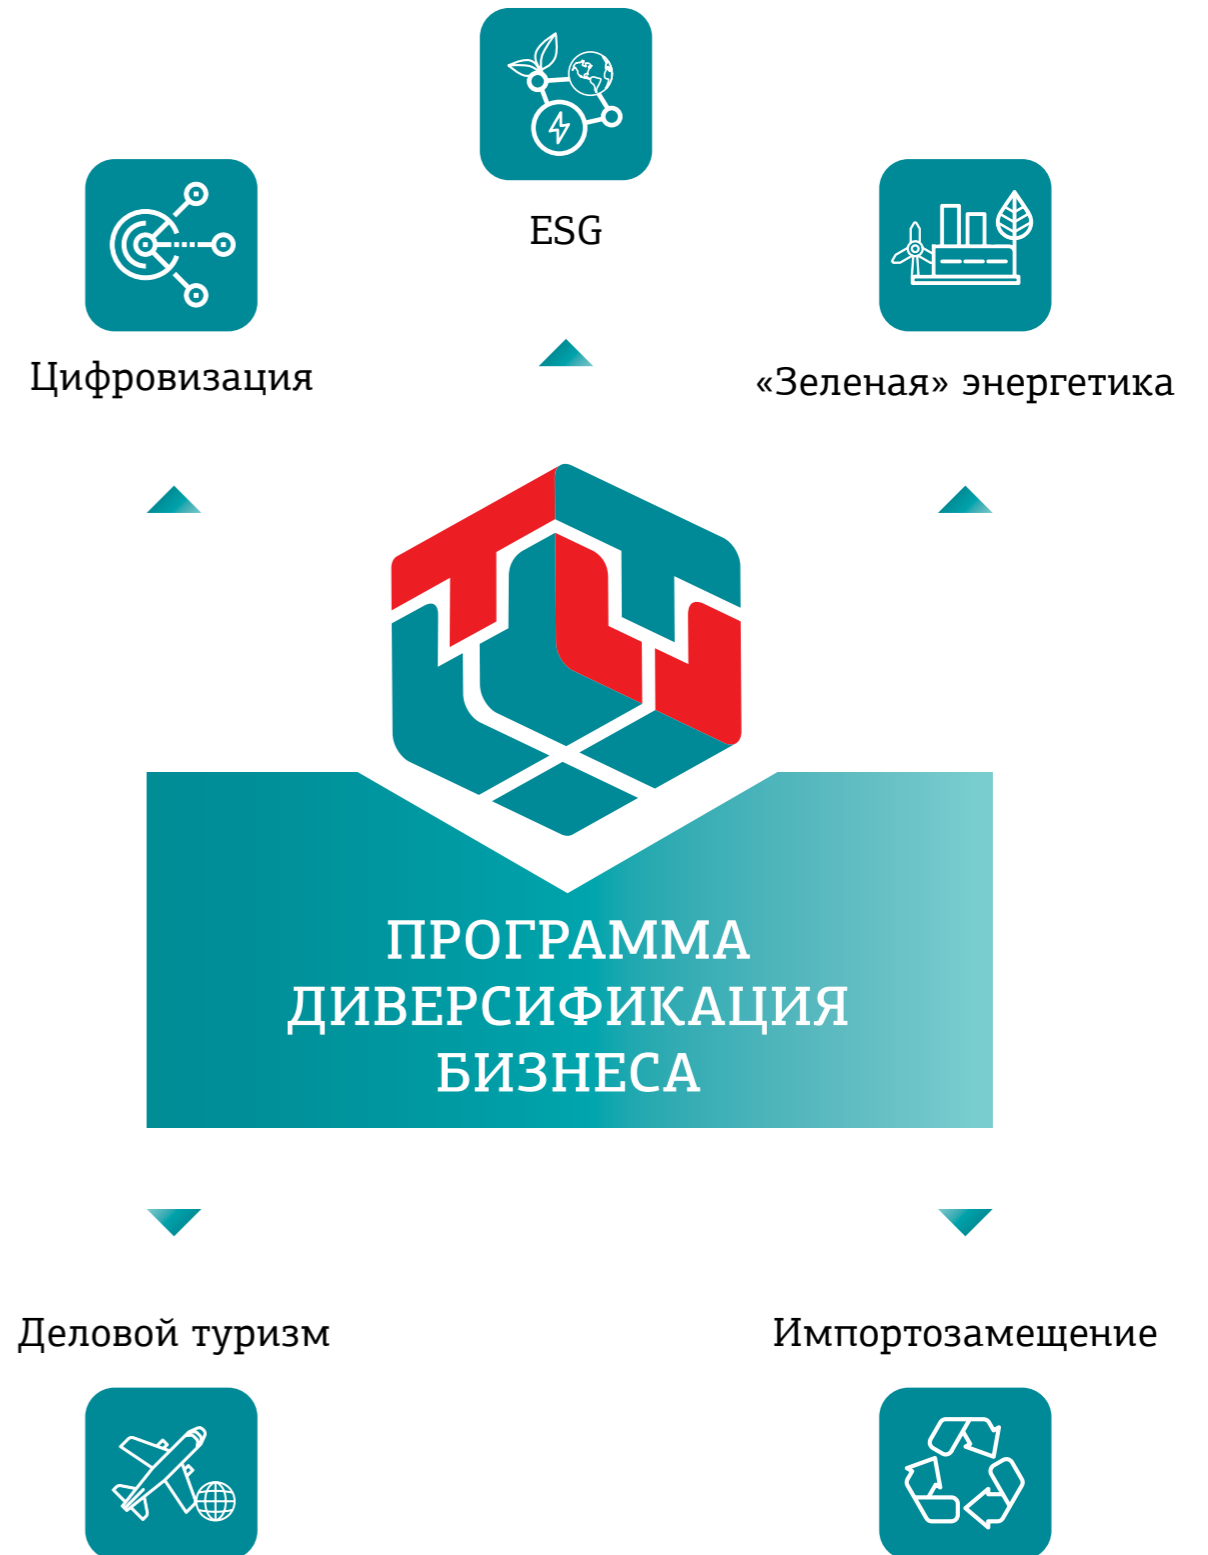 ESG
Цифровизация
«Зеленая» энергетика
ПРОГРАММА
ДИВЕРСИФИКАЦИЯ
БИЗНЕСА
Деловой туризм
Импортозамещение